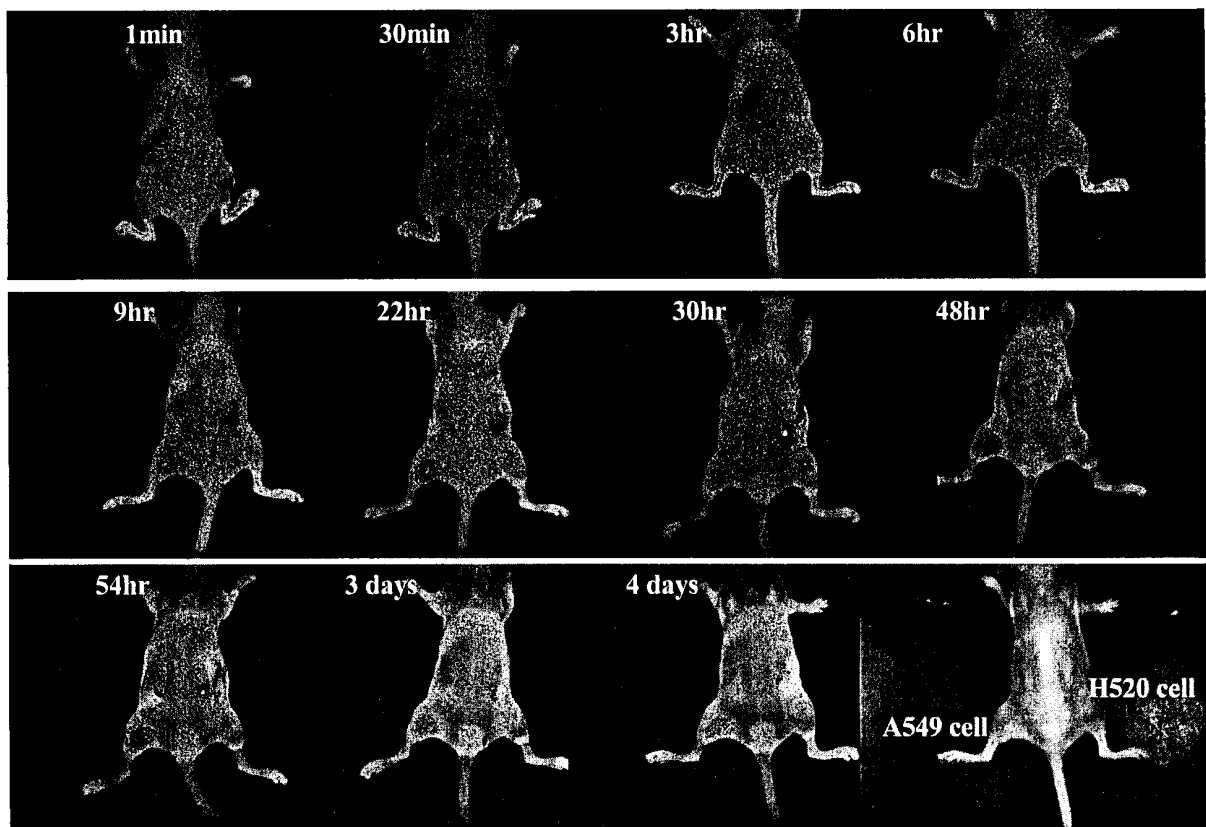 1min 30min 3hr 6hr
9hr 22hr 30hr 48hr
54hr 3 days 4 days
H520 cell
A549 cell